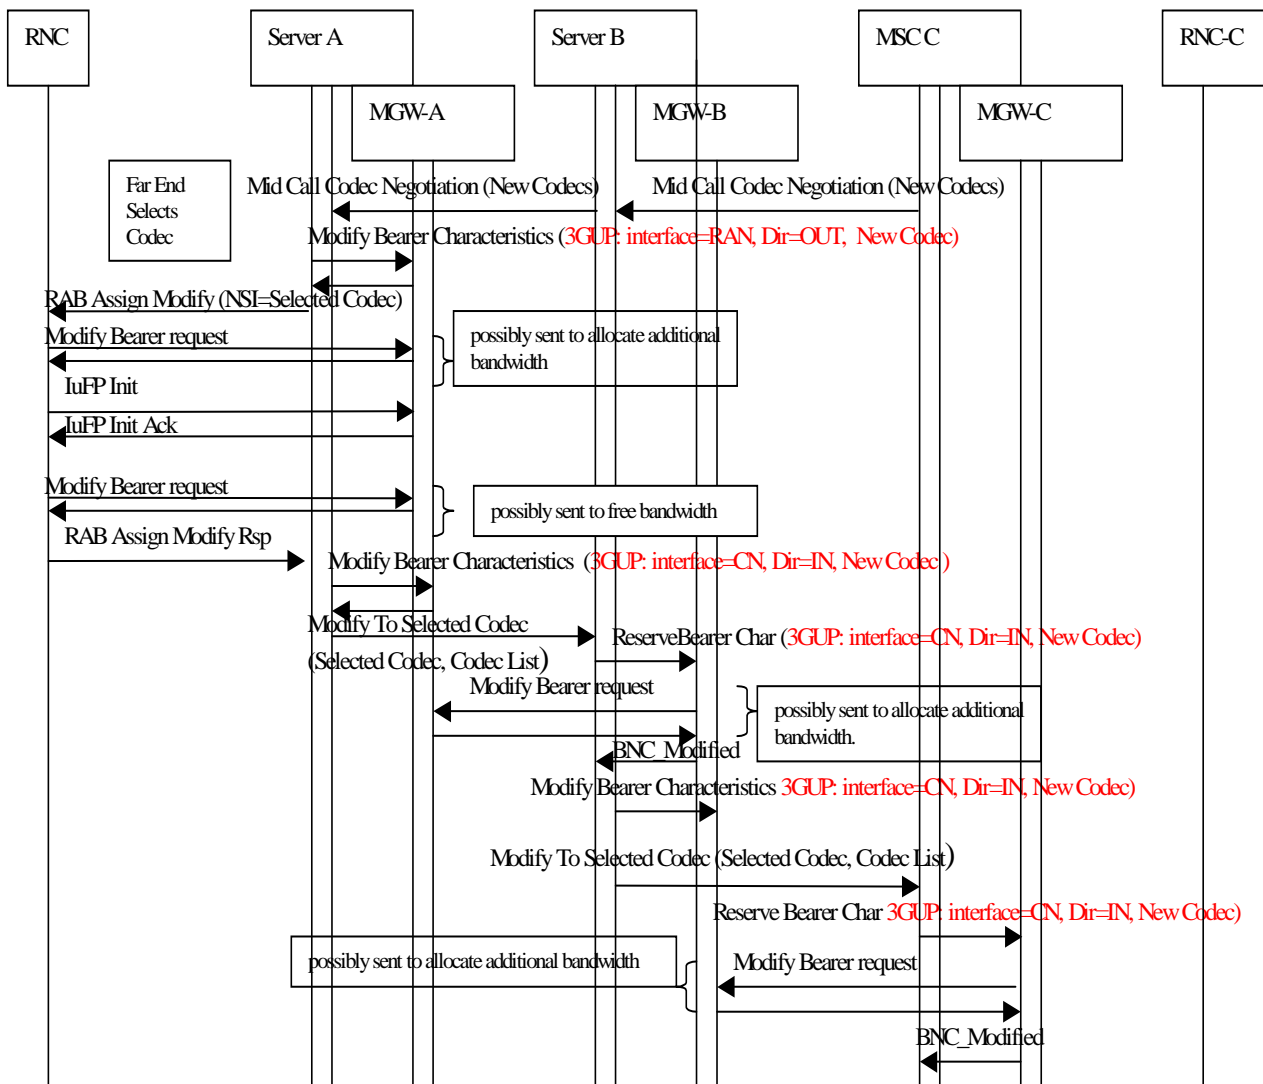 RNC
Server A
Server B
MSC C
RNC-C
MGW-A
MGW-B
MGW-C
Far End
Selects
Codec
Mid Call Codec Negotiation (New Codecs)
Mid Call Codec Negotiation (New Codecs)
Modify Bearer Characteristics (3GUP: interface=RAN, Dir=OUT, New Codec)
RAB Assign Modify (NSI=Selected Codec)
Modify Bearer request
possibly sent to allocate additional
bandwidth
IuFP Init
IuFP Init Ack
Modify Bearer request
possibly sent to free bandwidth
RAB Assign Modify Rsp
Modify Bearer Characteristics (3GUP: interface=CN, Dir=IN, New Codec )
Modify To Selected Codec
(Selected Codec, Codec List)
ReserveBearer Char (3GUP: interface=CN, Dir=IN, New Codec)
Modify Bearer request
possibly sent to allocate additional
bandwidth.
BNC_Modified
Modify Bearer Characteristics 3GUP: interface=CN, Dir=IN, New Codec)
Modify To Selected Codec (Selected Codec, Codec List)
Reserve Bearer Char 3GUP: interface=CN, Dir=IN, New Codec)
possibly sent to allocate additional bandwidth
Modify Bearer request
BNC_Modified